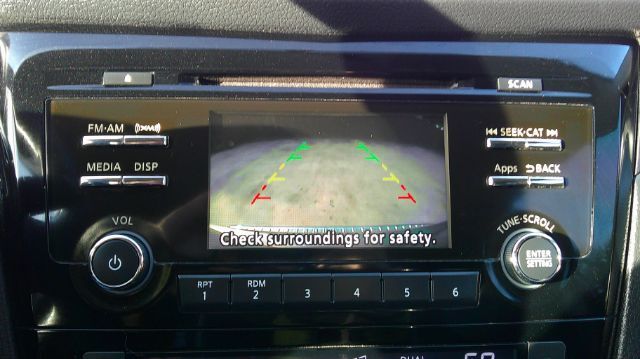 SCAN
FM·AM
SEEK·CAT
MEDIA DISP
Apps BACK
Check surroundings for safety.
VOL
TUNE·SCROLL
ENTER
SETTING
RPT RDM
1 2 3 4 5 6
DUAL